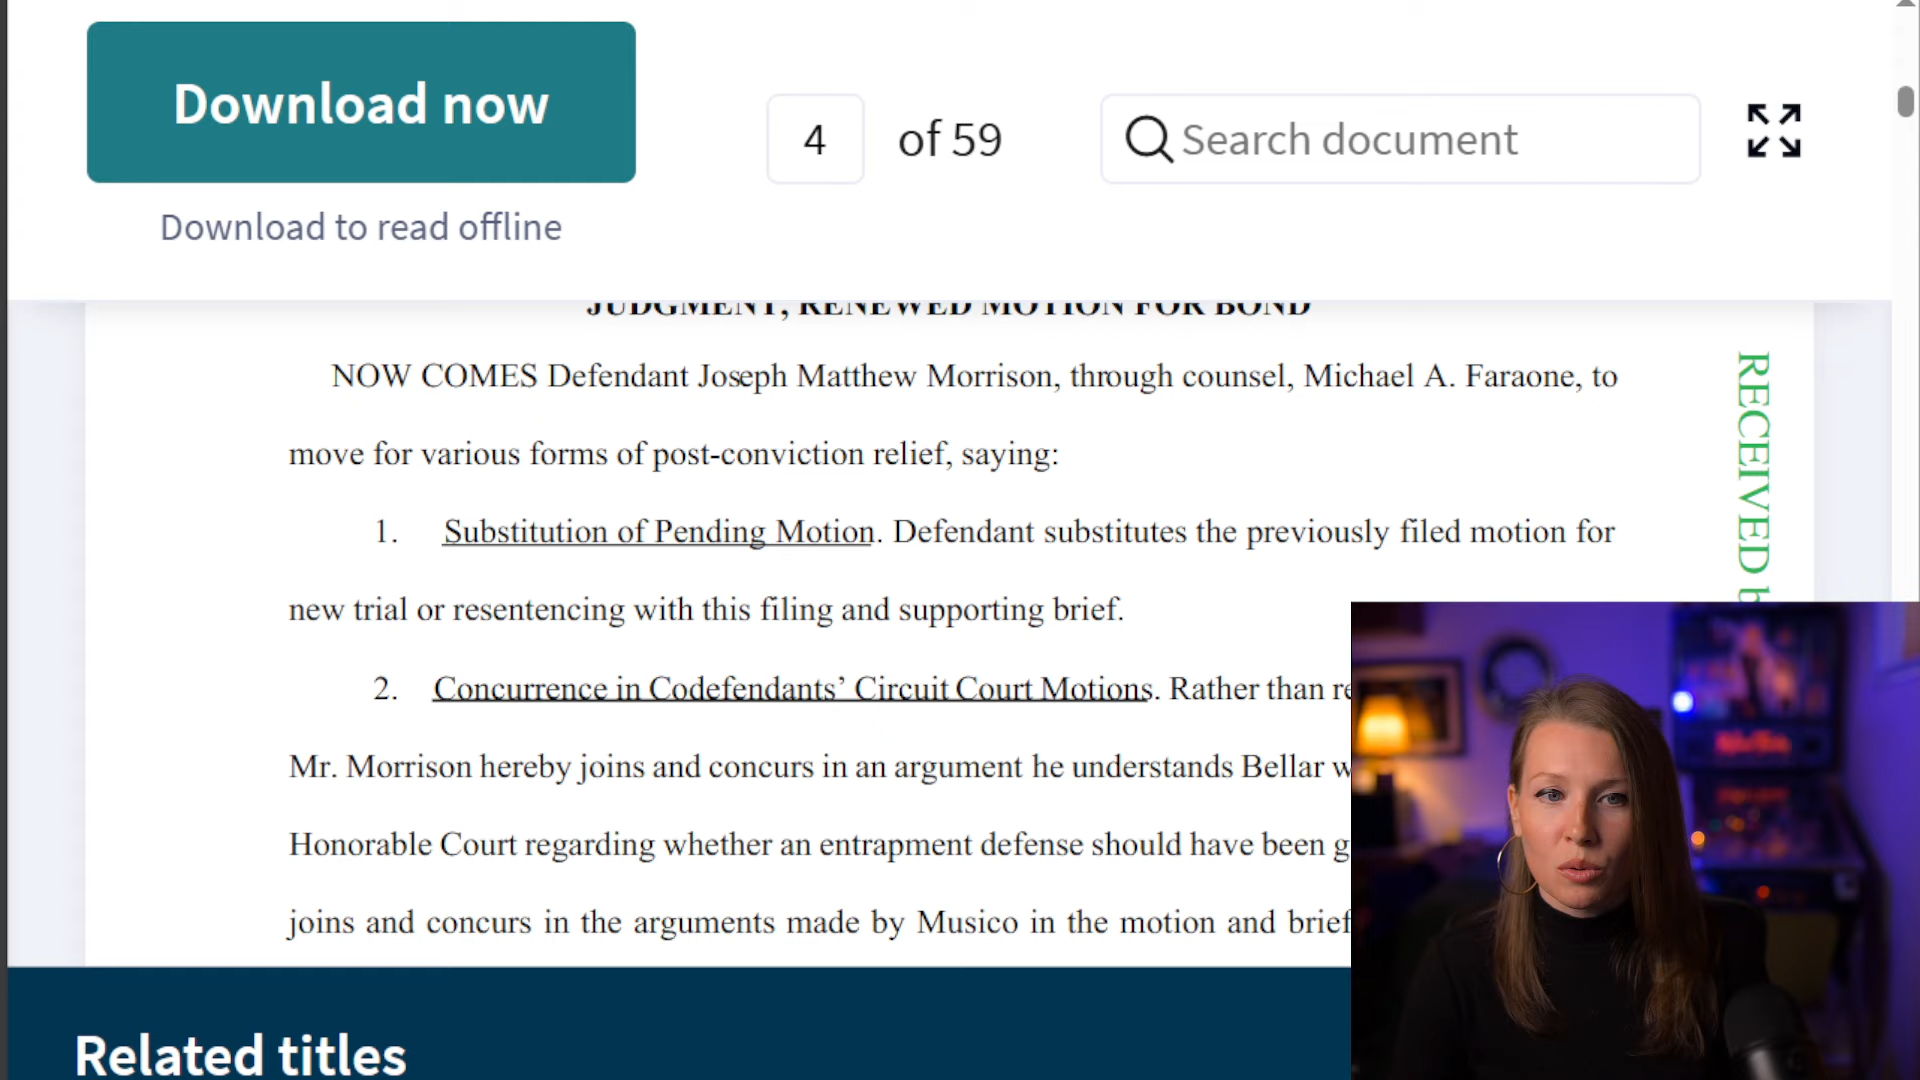 Download now
4 of 59
Search document
Download to read offline
JUDGMENT, RENEWED MOTION FOR BOND
NOW COMES Defendant Joseph Matthew Morrison, through counsel, Michael A. Faraone, to
move for various forms of post-conviction relief, saying:
1. Substitution of Pending Motion. Defendant substitutes the previously filed motion for
new trial or resentencing with this filing and supporting brief.
2. Concurrence in Codefendants’ Circuit Court Motions. Rather than
Mr. Morrison hereby joins and concurs in an argument he understands Bellar
Honorable Court regarding whether an entrapment defense should have been
joins and concurs in the arguments made by Musico in the motion and brief
RECEIVED
Related titles